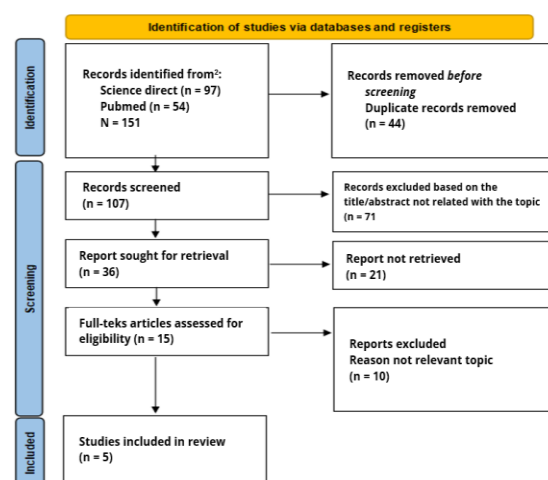 Identification of studies via databases and registers
Identification
Records identified from²:
Science direct (n = 97)
Pubmed (n = 54)
N = 151
Records removed before
screening
Duplicate records removed
(n = 44)
Screening
Records screened
(n = 107)
Records excluded based on the
title/abstract not related with the topic
(n = 71
Report sought for retrieval
(n = 36)
Report not retrieved
(n = 21)
Full-teks articles assessed for
eligibility (n = 15)
Reports excluded
Reason not relevant topic
(n = 10)
Included
Studies included in review
(n = 5)